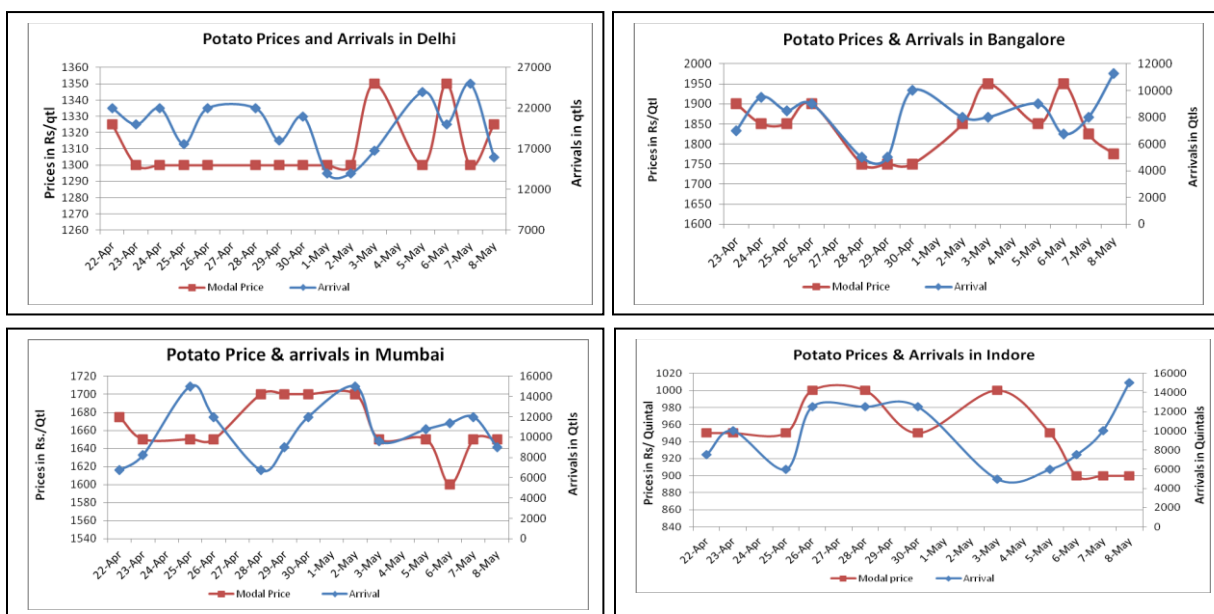 Potato Prices and Arrivals in Delhi
Prices in Rs/qtl
1360
1350
1340
1330
1320
1310
1300
1290
1280
1270
1260
27000
22000
17000
12000
7000
Arrivals in qtls
22-Apr
23-Apr
24-Apr
25-Apr
26-Apr
27-Apr
28-Apr
29-Apr
30-Apr
1-May
2-May
3-May
4-May
5-May
6-May
7-May
8-May
Modal Price
Arrival
Potato Prices & Arrivals in Bangalore
Prices in Rs/Qtl
2000
1950
1900
1850
1800
1750
1700
1650
1600
12000
10000
8000
6000
4000
2000
0
Arrivals in Qtls
23-Apr
24-Apr
25-Apr
26-Apr
27-Apr
28-Apr
29-Apr
30-Apr
1-May
2-May
3-May
4-May
5-May
6-May
7-May
8-May
Modal Price
Arrival
Potato Price & arrivals in Mumbai
Prices in Rs./Qtl
1720
1700
1680
1660
1640
1620
1600
1580
1560
1540
16000
14000
12000
10000
8000
6000
4000
2000
0
Arrivals in Qtls
22-Apr
23-Apr
24-Apr
25-Apr
26-Apr
27-Apr
28-Apr
29-Apr
30-Apr
1-May
2-May
3-May
4-May
5-May
6-May
7-May
8-May
Modal Price
Arrival
Potato Prices & Arrivals in Indore
Prices in Rs/ Quintal
1020
1000
980
960
940
920
900
880
860
840
16000
14000
12000
10000
8000
6000
4000
2000
0
Arrivals in Quintals
22-Apr
23-Apr
24-Apr
25-Apr
26-Apr
27-Apr
28-Apr
29-Apr
30-Apr
1-May
2-May
3-May
4-May
5-May
6-May
7-May
8-May
Modal price
Arrival